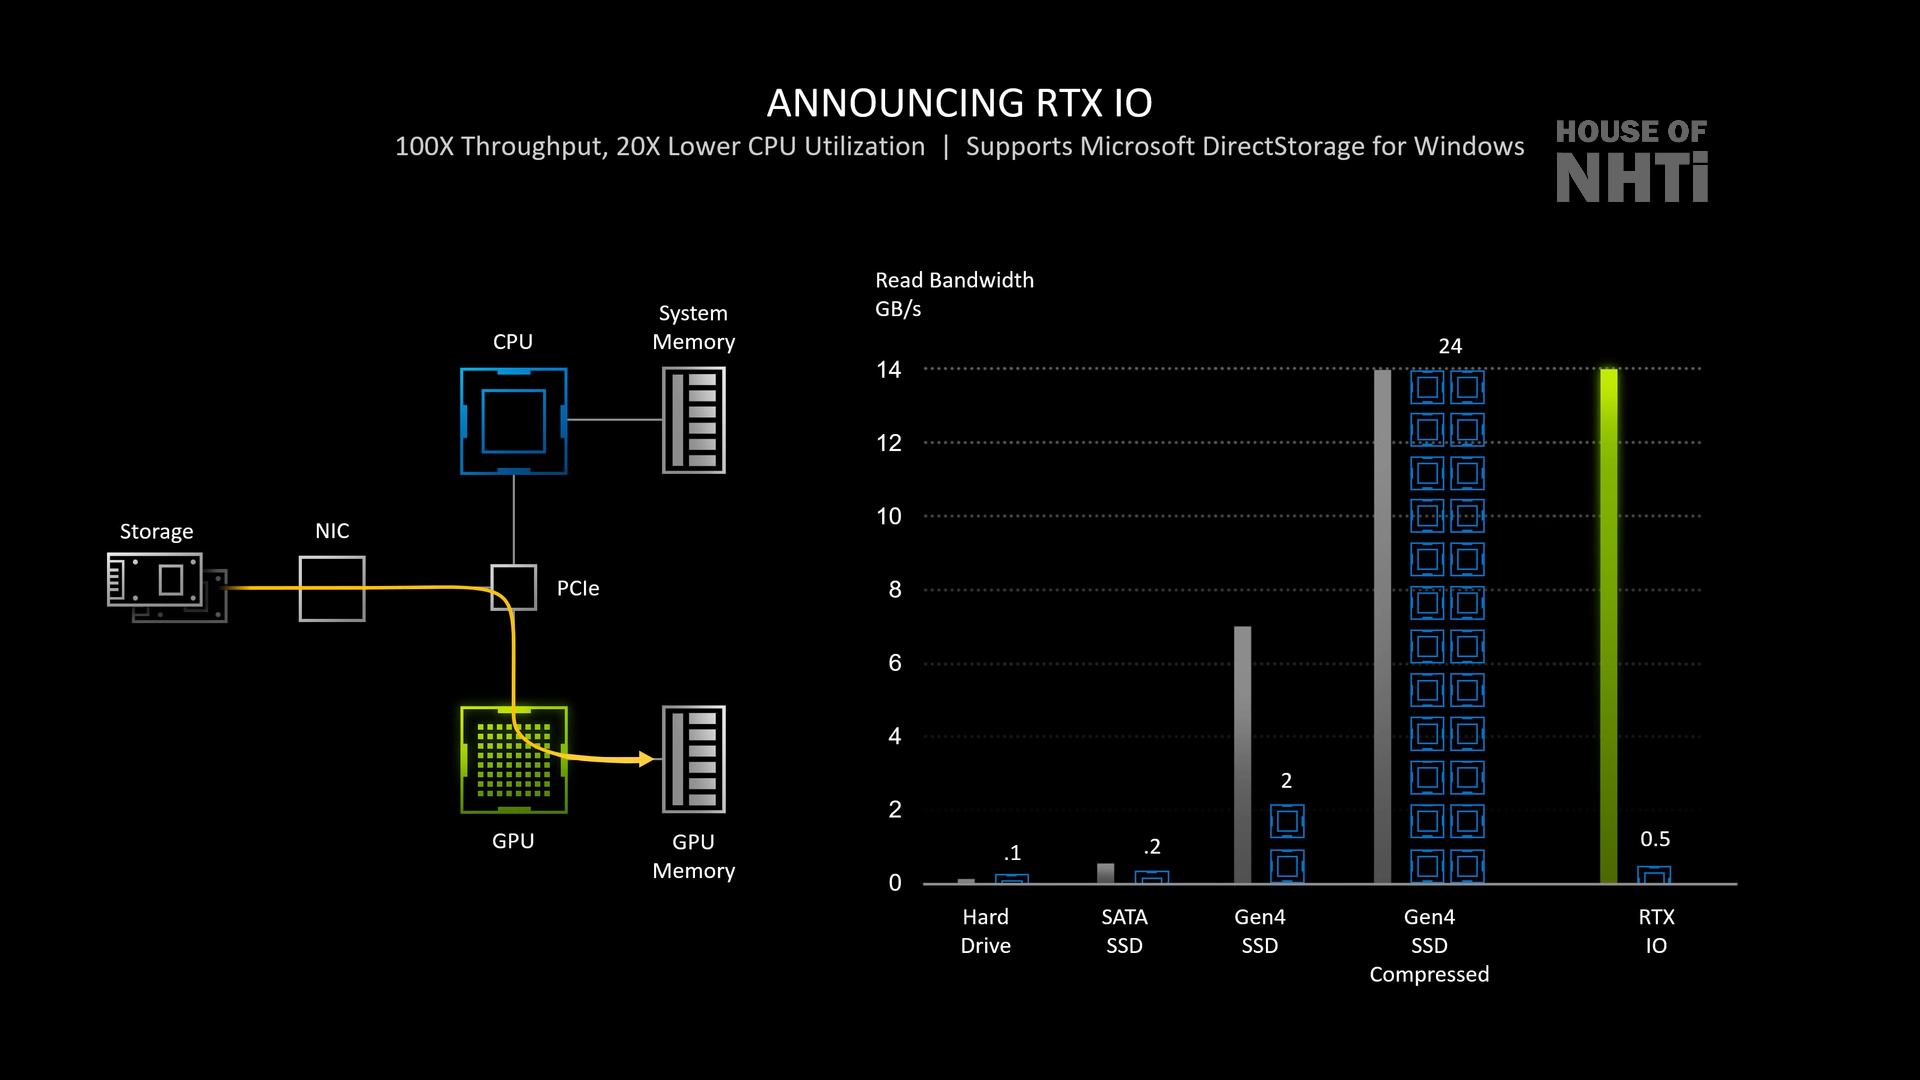 ANNOUNCING RTX IO
100X Throughput, 20X Lower CPU Utilization | Supports Microsoft DirectStorage for Windows
HOUSE OF
NHTi
CPU
System
Memory
Storage
NIC
PCIe
GPU
GPU
Memory
Read Bandwidth
GB/s
14
12
10
8
6
4
2
0
.1
.2
2
24
0.5
Hard
Drive
SATA
SSD
Gen4
SSD
Gen4
SSD
Compressed
RTX
IO